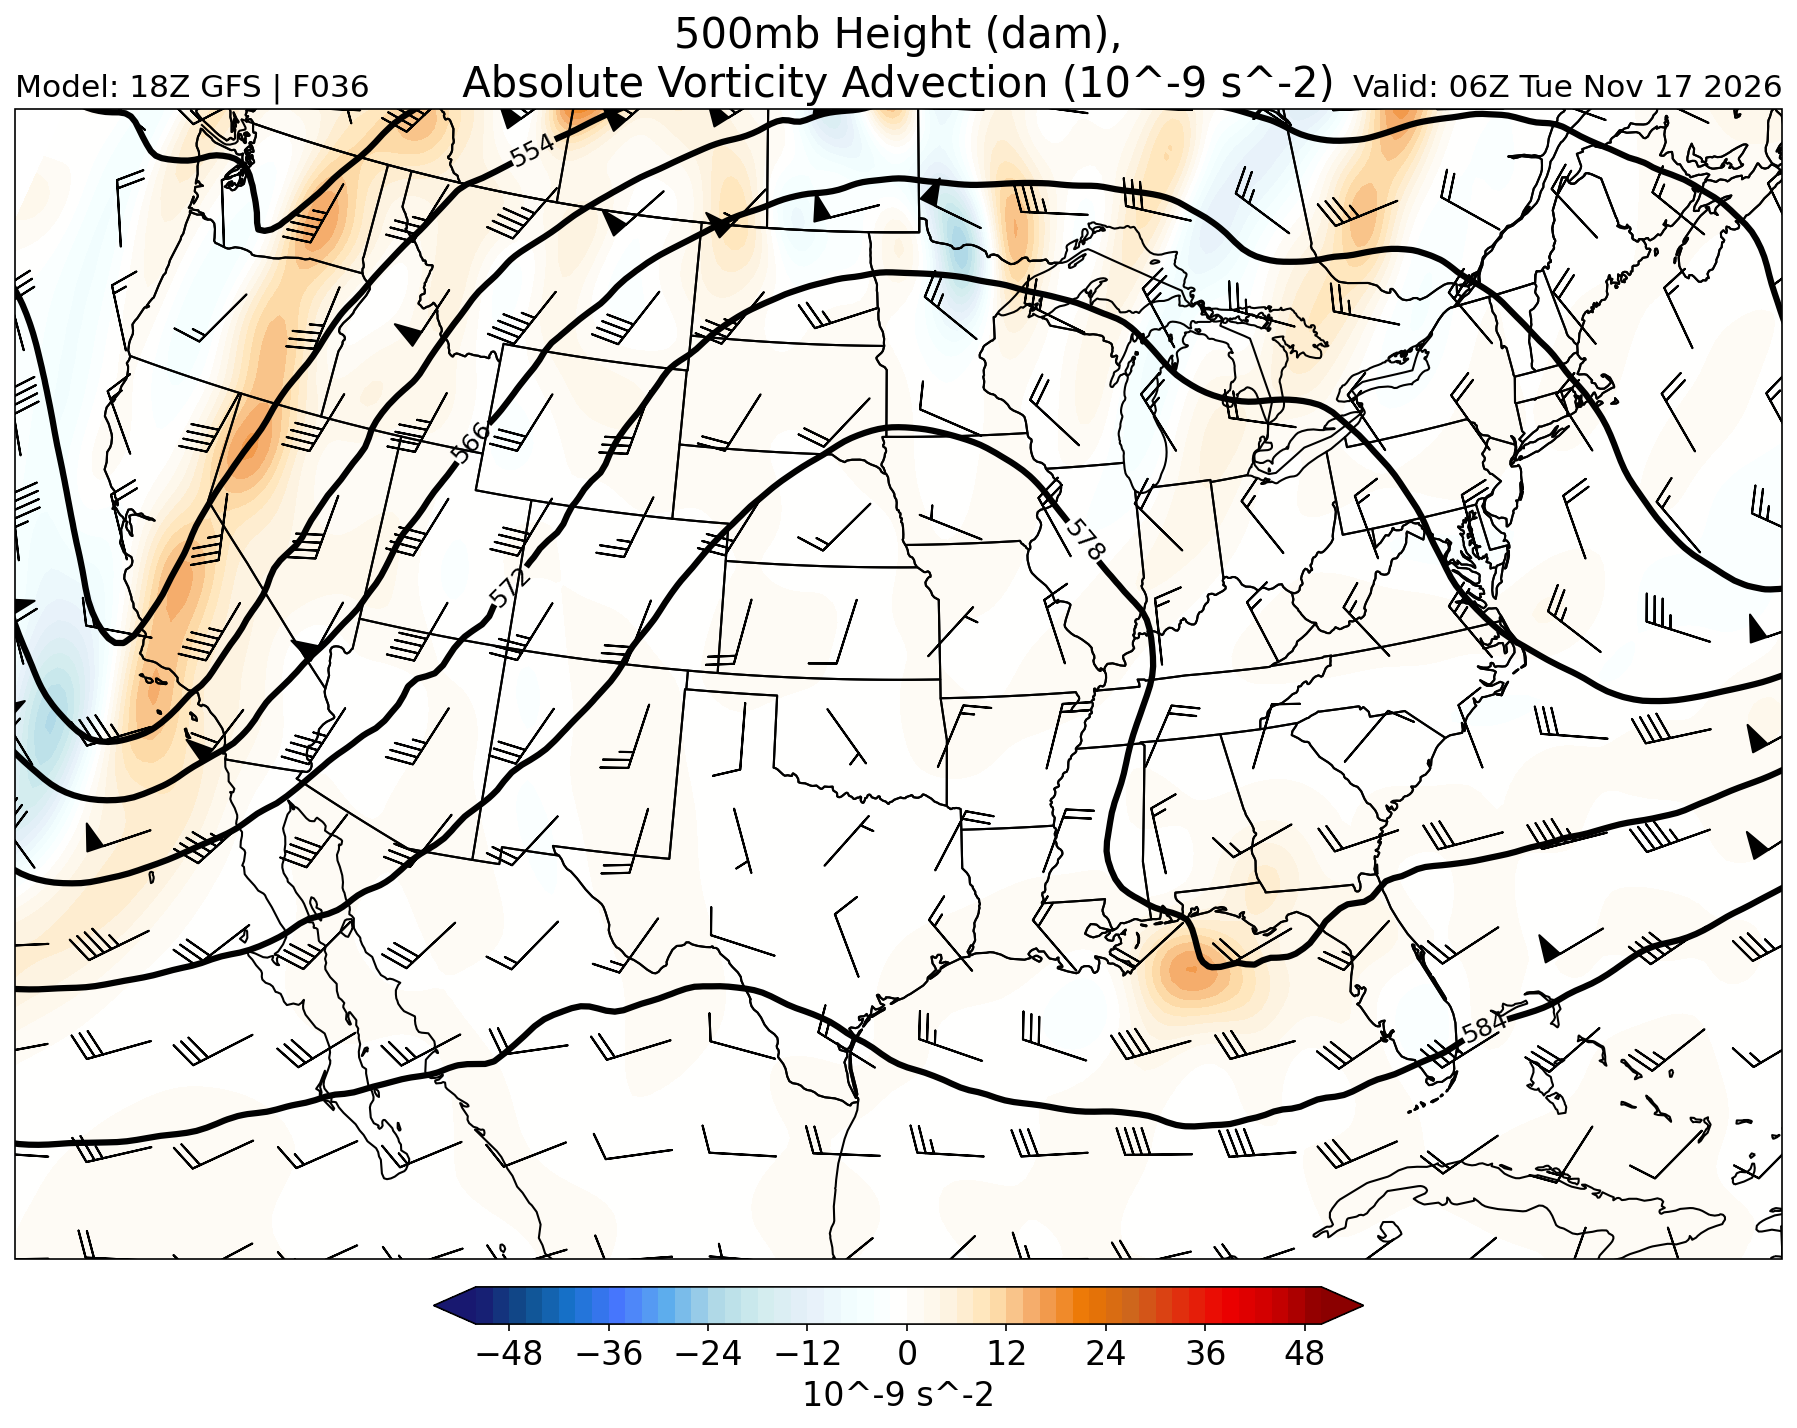 500mb Height (dam),
Model: 18Z GFS | F036
Absolute Vorticity Advection (10^-9 s^-2)
Valid: 06Z Tue Nov 17 2026
554
566
572
578
584
−48 −36 −24 −12 0 12 24 36 48
10^-9 s^-2